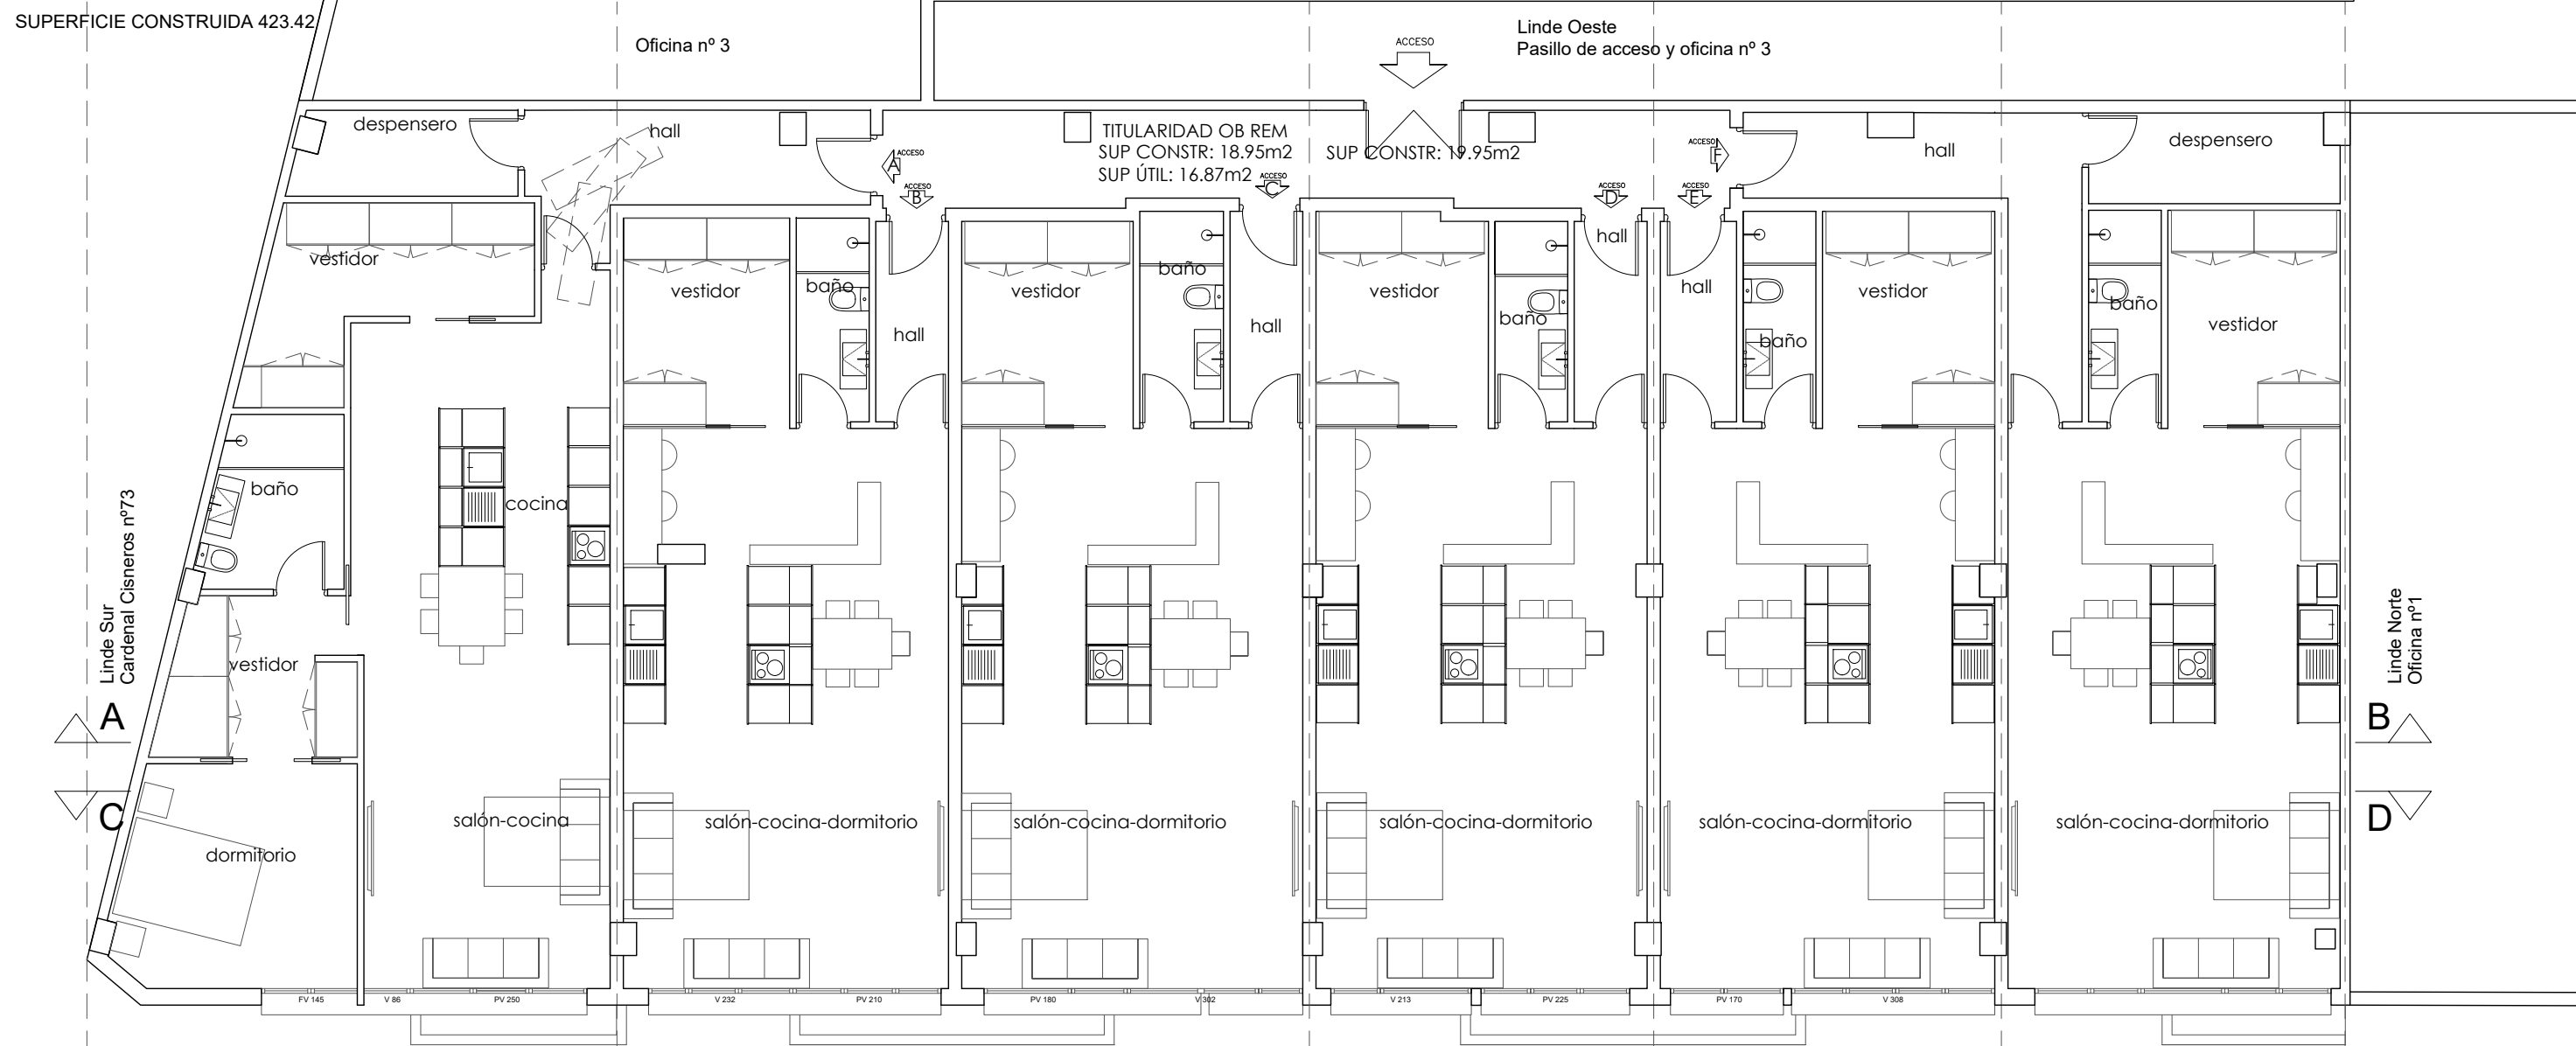 SUPERFICIE CONSTRUIDA 423.42
Oficina nº 3
Linde Oeste
Pasillo de acceso y oficina nº 3
ACCESO
despensero
hall
TITULARIDAD OB REM
SUP CONSTR: 18.95m2
SUP ÚTIL: 16.87m2
SUP CONSTR: 19.95m2
hall
despensero
ACCESO
A
ACCESO
B
ACCESO
C
ACCESO
D
ACCESO
E
ACCESO
F
vestidor
vestidor
baño
hall
vestidor
baño
hall
vestidor
baño
hall
hall
baño
vestidor
baño
vestidor
baño
cocina
vestidor
Linde Sur
Cardenal Cisneros nº73
Linde Norte
Oficina nº1
A
B
C
D
dormitorio
salón-cocina
salón-cocina-dormitorio
salón-cocina-dormitorio
salón-cocina-dormitorio
salón-cocina-dormitorio
salón-cocina-dormitorio
FV 145
V 86
PV 250
V 232
PV 210
PV 180
V 302
V 213
PV 225
PV 170
V 308